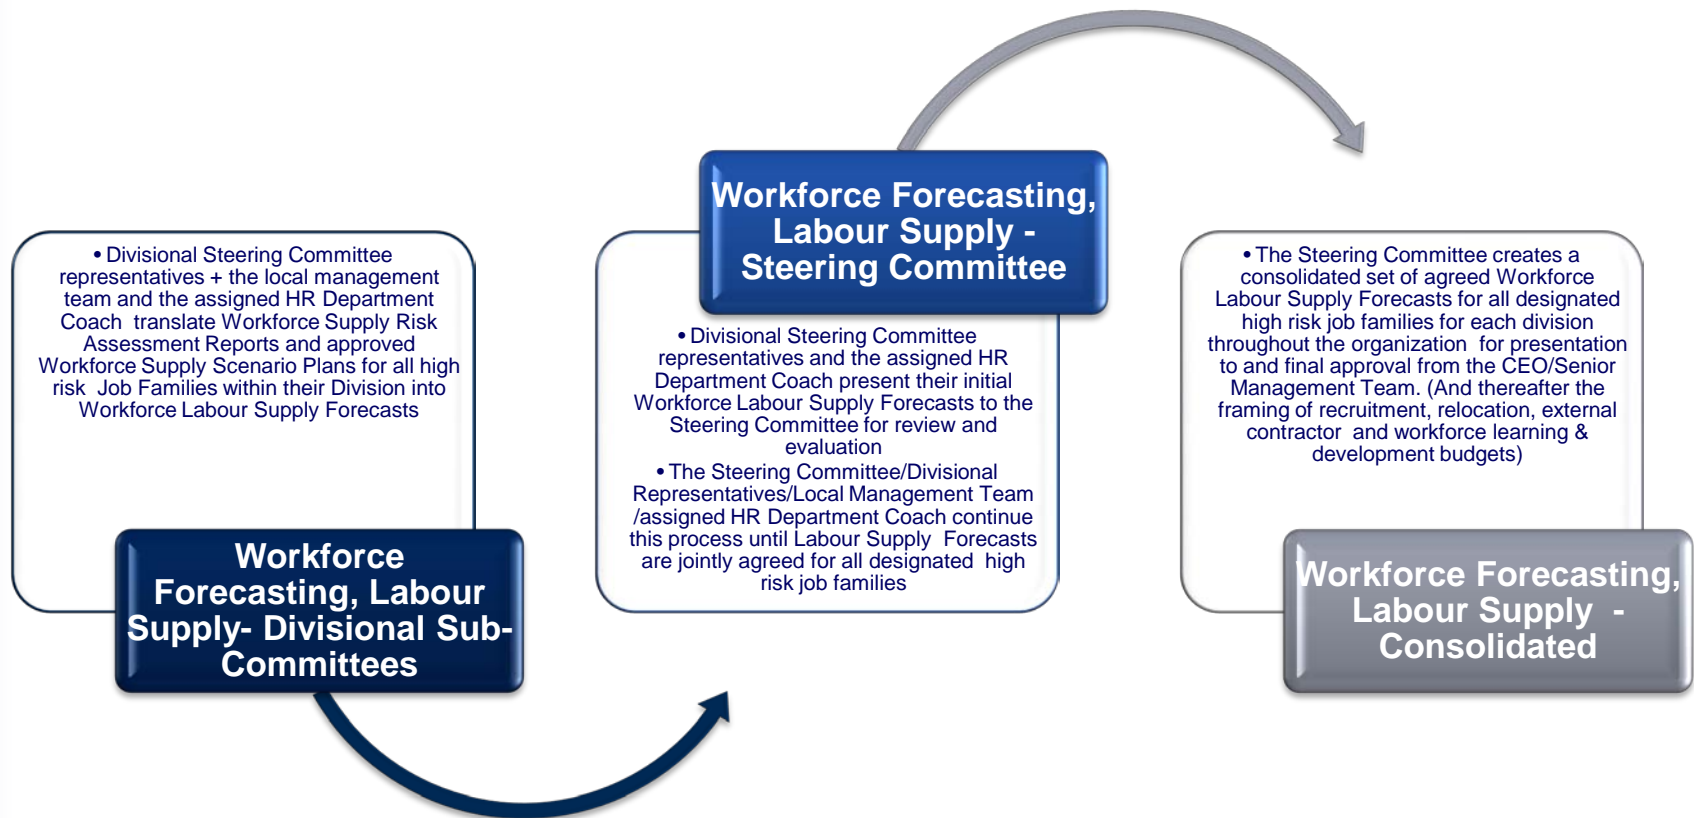 • Divisional Steering Committee
representatives + the local management
team and the assigned HR Department
Coach translate Workforce Supply Risk
Assessment Reports and approved
Workforce Supply Scenario Plans for all high
risk Job Families within their Division into
Workforce Labour Supply Forecasts
Workforce
Forecasting, Labour
Supply- Divisional Sub-
Committees
Workforce Forecasting,
Labour Supply -
Steering Committee
• Divisional Steering Committee
representatives and the assigned HR
Department Coach present their initial
Workforce Labour Supply Forecasts to the
Steering Committee for review and
evaluation
• The Steering Committee/Divisional
Representatives/Local Management Team
/assigned HR Department Coach continue
this process until Labour Supply Forecasts
are jointly agreed for all designated high
risk job families
• The Steering Committee creates a
consolidated set of agreed Workforce
Labour Supply Forecasts for all designated
high risk job families for each division
throughout the organization for presentation
to and final approval from the CEO/Senior
Management Team. (And thereafter the
framing of recruitment, relocation, external
contractor and workforce learning &
development budgets)
Workforce Forecasting,
Labour Supply -
Consolidated